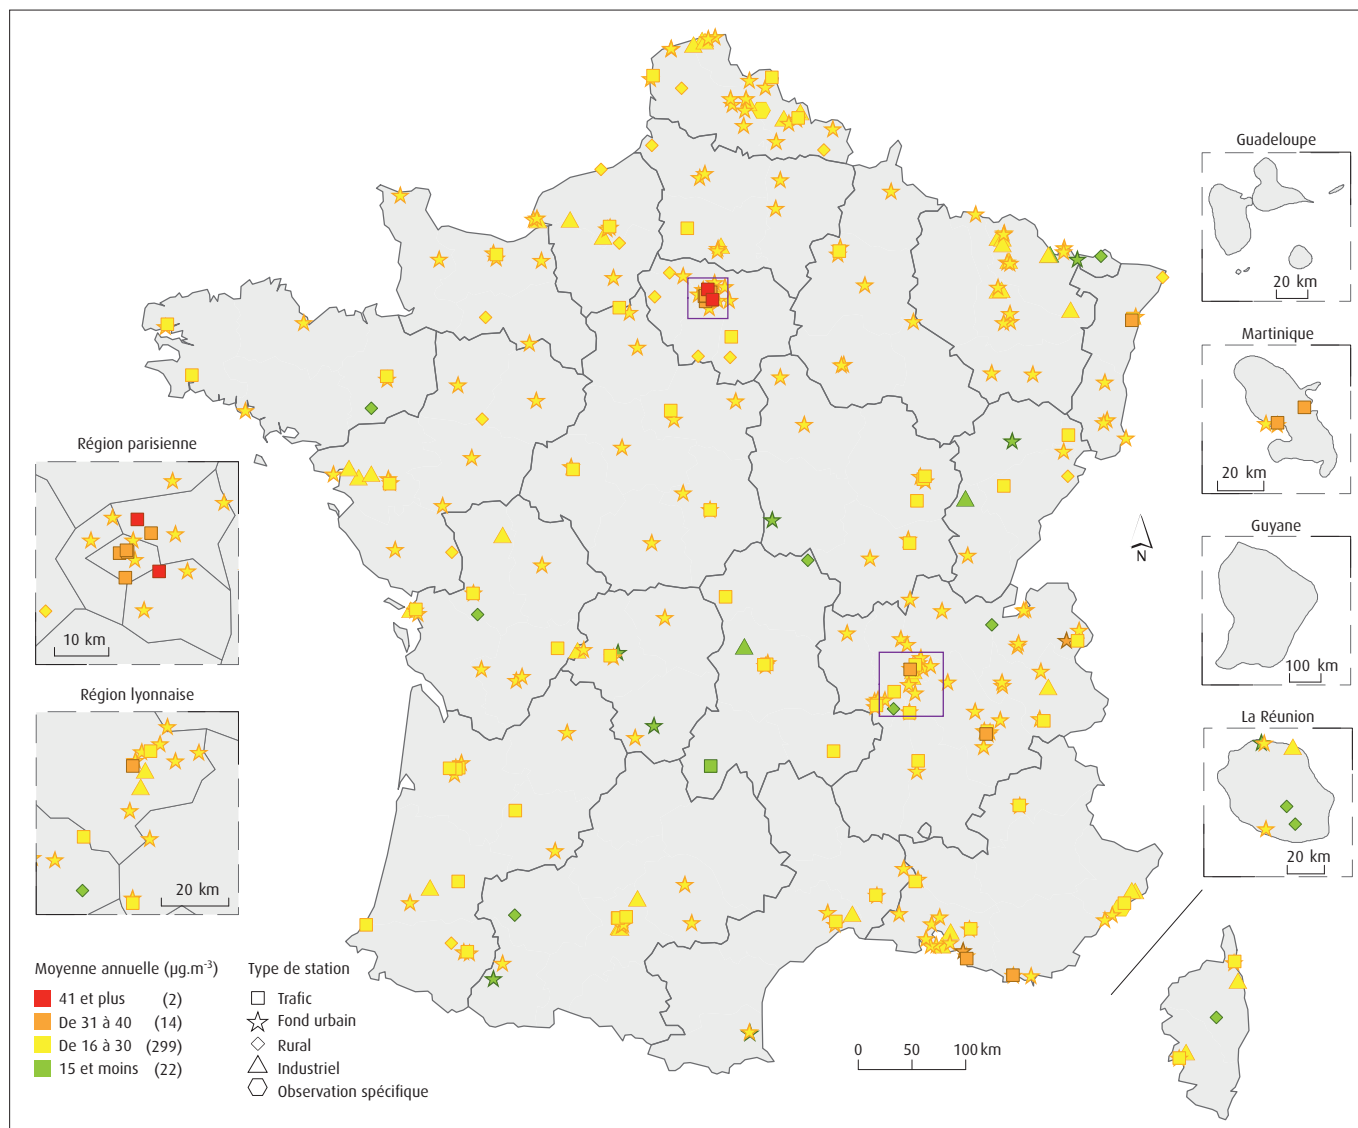 Guadeloupe
20 km
Martinique
20 km
Guyane
100 km
La Réunion
20 km
Région parisienne
10 km
Région lyonnaise
20 km
N
Moyenne annuelle (µg.m⁻³)
41 et plus (2)
De 31 à 40 (14)
De 16 à 30 (299)
15 et moins (22)
Type de station
Trafic
Fond urbain
Rural
Industriel
Observation spécifique
0 50 100 km